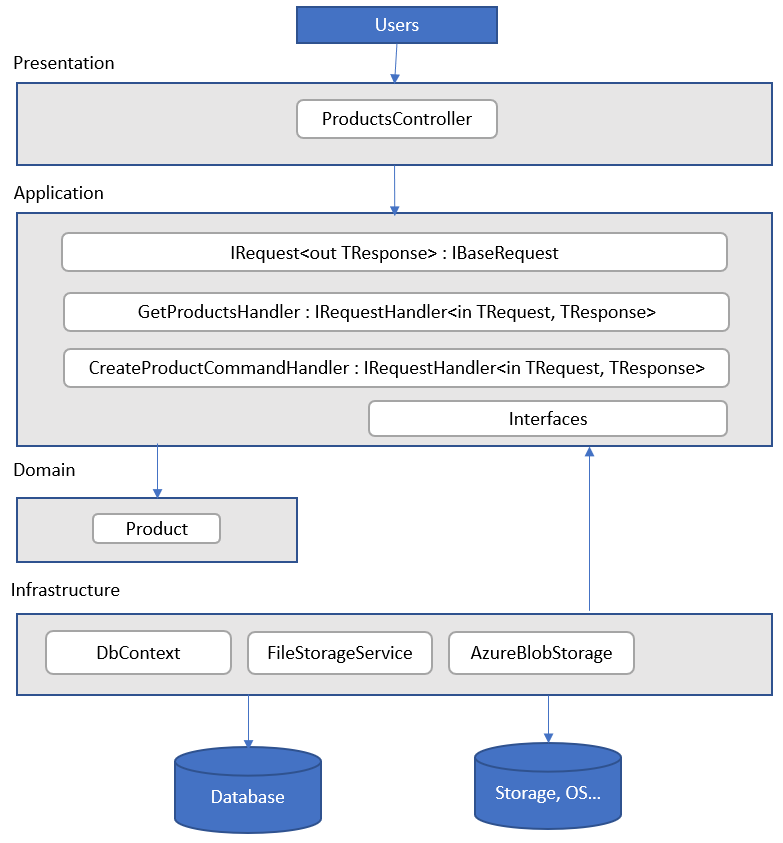 Users
Presentation
ProductsController
Application
IRequest<out TResponse> : IBaseRequest
GetProductsHandler : IRequestHandler<in TRequest, TResponse>
CreateProductCommandHandler : IRequestHandler<in TRequest, TResponse>
Interfaces
Domain
Product
Infrastructure
DbContext
FileStorageService
AzureBlobStorage
Database
Storage, OS...